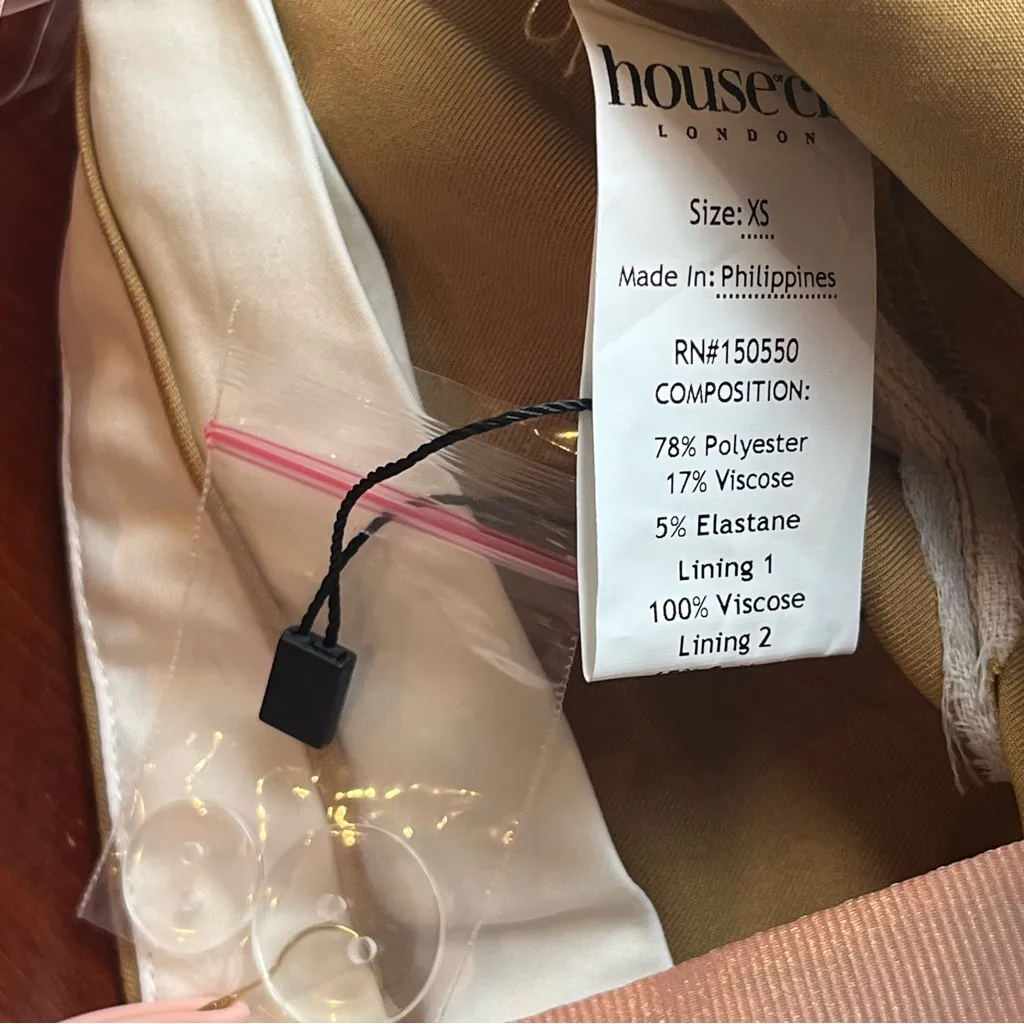 house OF C
LONDON
Size: XS
Made In: Philippines
RN#150550
COMPOSITION:
78% Polyester
17% Viscose
5% Elastane
Lining 1
100% Viscose
Lining 2